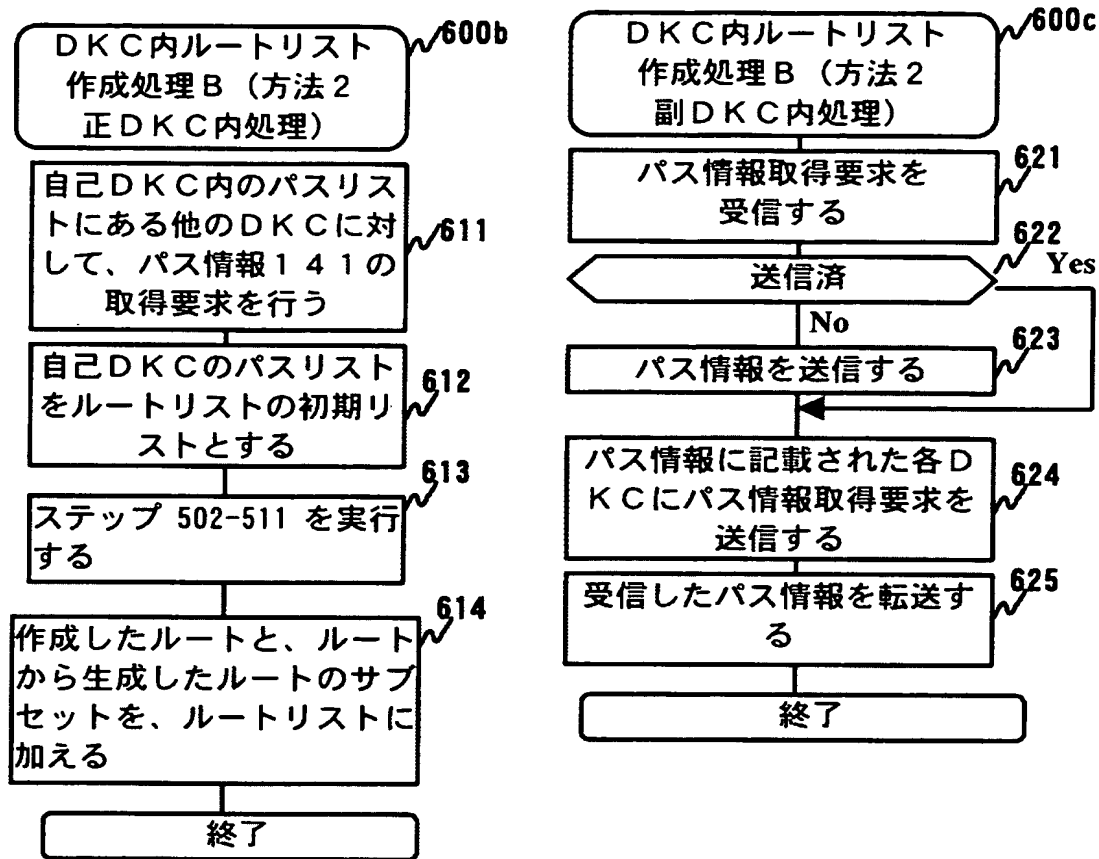 DKC内ルートリスト
作成処理B(方法2
正DKC内処理)
600b
自己DKC内のパスリス
トにある他のDKCに対
して、パス情報141の
取得要求を行う
611
自己DKCのパスリスト
をルートリストの初期リ
ストとする
612
613
ステップ 502-511 を実行
する
614
作成したルートと、ルート
から生成したルートのサブ
セットを、ルートリストに
加える
終了
DKC内ルートリスト
作成処理B(方法2
副DKC内処理)
600c
621
パス情報取得要求を
受信する
622
送信済
Yes
No
623
パス情報を送信する
パス情報に記載された各D
KCにパス情報取得要求を
送信する
624
625
受信したパス情報を転送す
る
終了